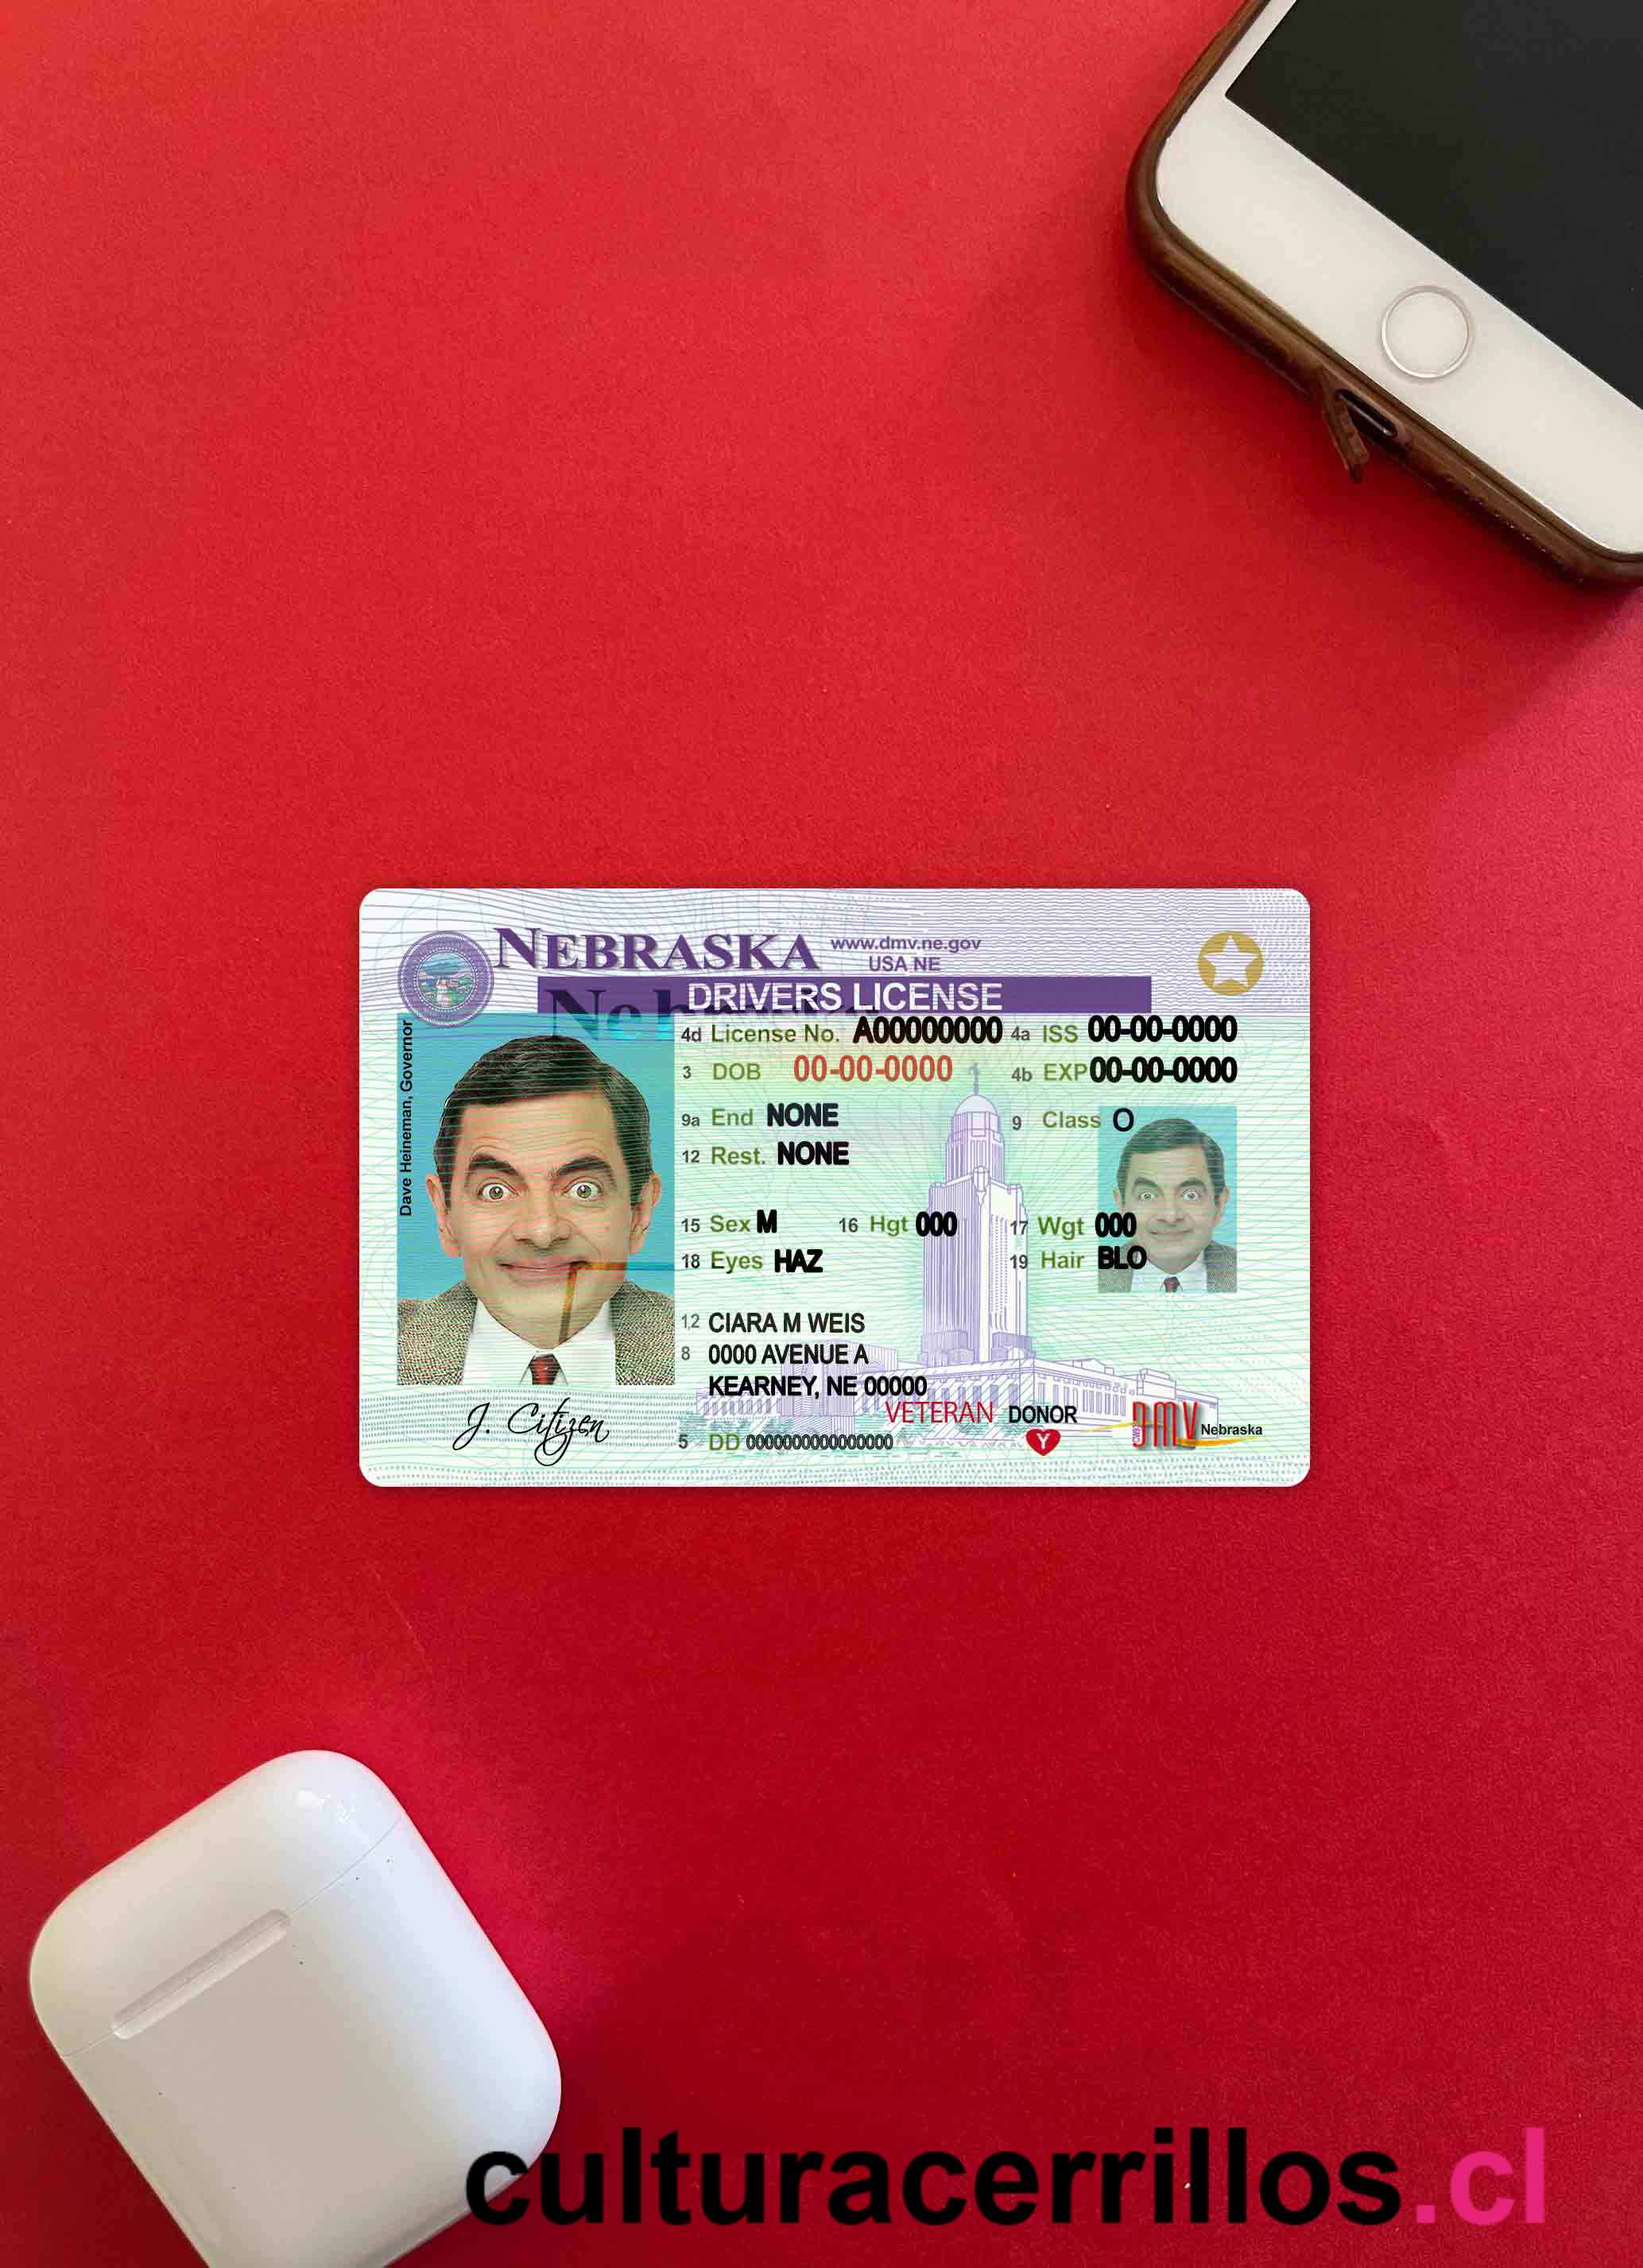 NEBRASKA www.dmv.ne.gov
USA NE
DRIVERS LICENSE
Nebraska
4d License No. A00000000 4a ISS 00-00-0000
3 DOB 00-00-0000 4b EXP 00-00-0000
9a End NONE 9 Class O
12 Rest. NONE
15 Sex M 16 Hgt 000 17 Wgt 000
18 Eyes HAZ 19 Hair BLO
1,2 CIARA M WEIS
8 0000 AVENUE A
KEARNEY, NE 00000
VETERAN DONOR
Y
5 DD 0000000000000000
Dave Heineman, Governor
J. Citizen
DMV Nebraska
culturacerrillos.cl